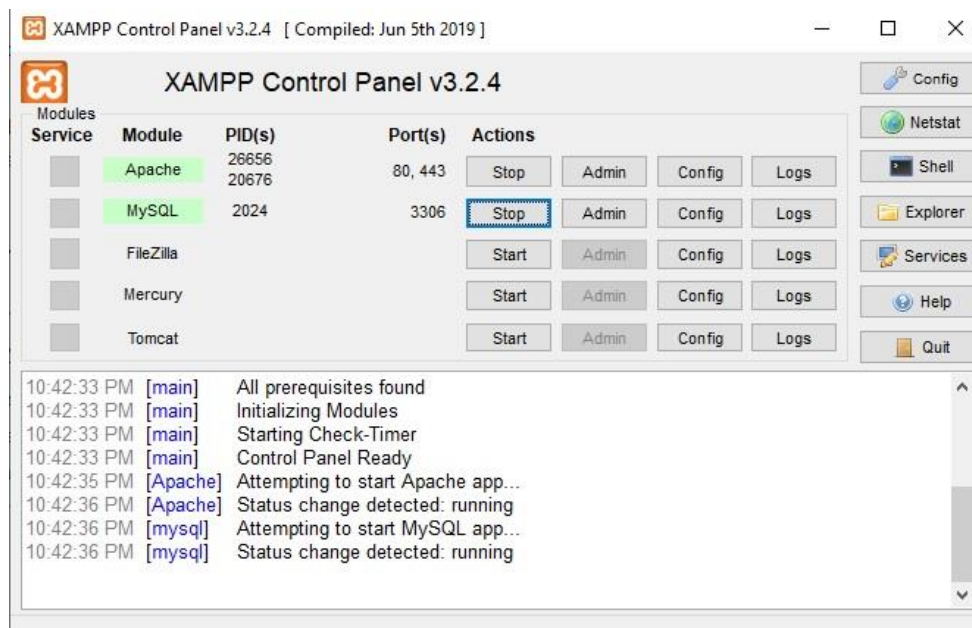 XAMPP Control Panel v3.2.4 [ Compiled: Jun 5th 2019 ]
XAMPP Control Panel v3.2.4
Config
Modules
Service Module PID(s) Port(s) Actions
Netstat
Apache 26656 20676 80, 443 Stop Admin Config Logs
Shell
MySQL 2024 3306 Stop Admin Config Logs
Explorer
FileZilla Start Admin Config Logs
Services
Mercury Start Admin Config Logs
Help
Tomcat Start Admin Config Logs
Quit
10:42:33 PM [main] All prerequisites found
10:42:33 PM [main] Initializing Modules
10:42:33 PM [main] Starting Check-Timer
10:42:33 PM [main] Control Panel Ready
10:42:35 PM [Apache] Attempting to start Apache app...
10:42:36 PM [Apache] Status change detected: running
10:42:36 PM [mysql] Attempting to start MySQL app...
10:42:36 PM [mysql] Status change detected: running